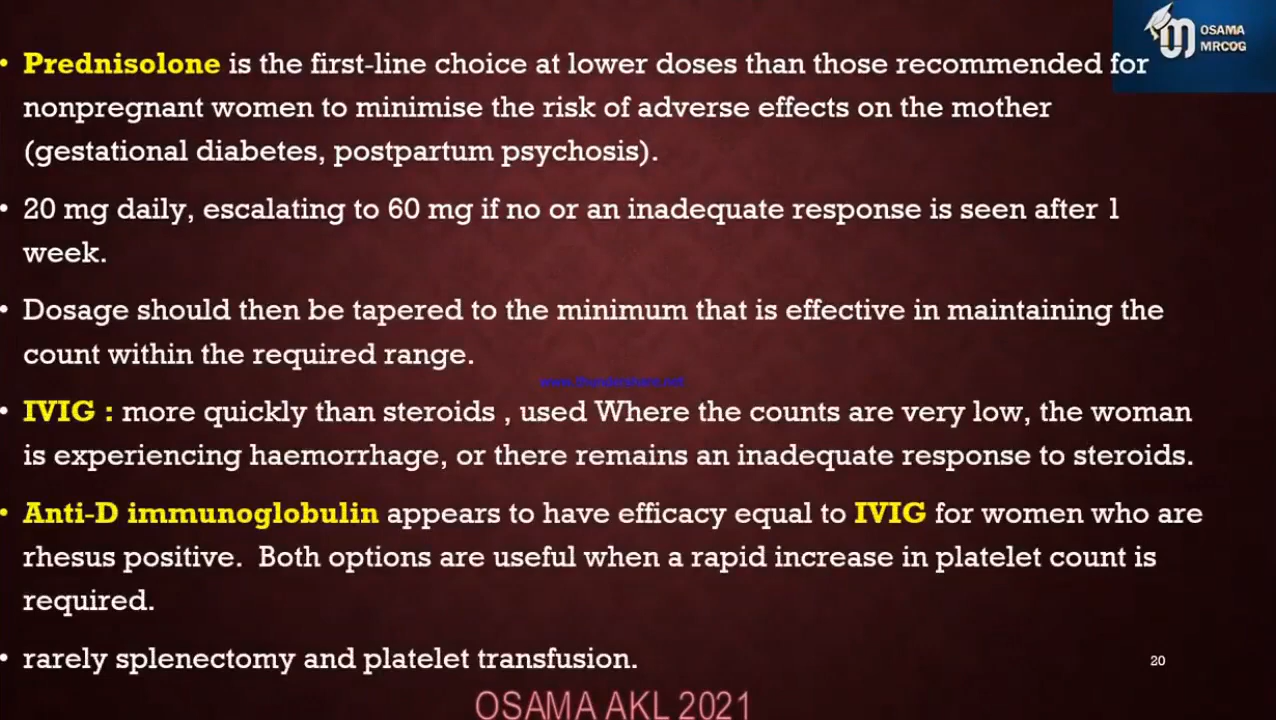 OSAMA
MRCOG
• Prednisolone is the first-line choice at lower doses than those recommended for
nonpregnant women to minimise the risk of adverse effects on the mother
(gestational diabetes, postpartum psychosis).
• 20 mg daily, escalating to 60 mg if no or an inadequate response is seen after 1
week.
• Dosage should then be tapered to the minimum that is effective in maintaining the
count within the required range.
• IVIG : more quickly than steroids , used Where the counts are very low, the woman
is experiencing haemorrhage, or there remains an inadequate response to steroids.
• Anti-D immunoglobulin appears to have efficacy equal to IVIG for women who are
rhesus positive.  Both options are useful when a rapid increase in platelet count is
required.
• rarely splenectomy and platelet transfusion.
20
OSAMA AKL 2021